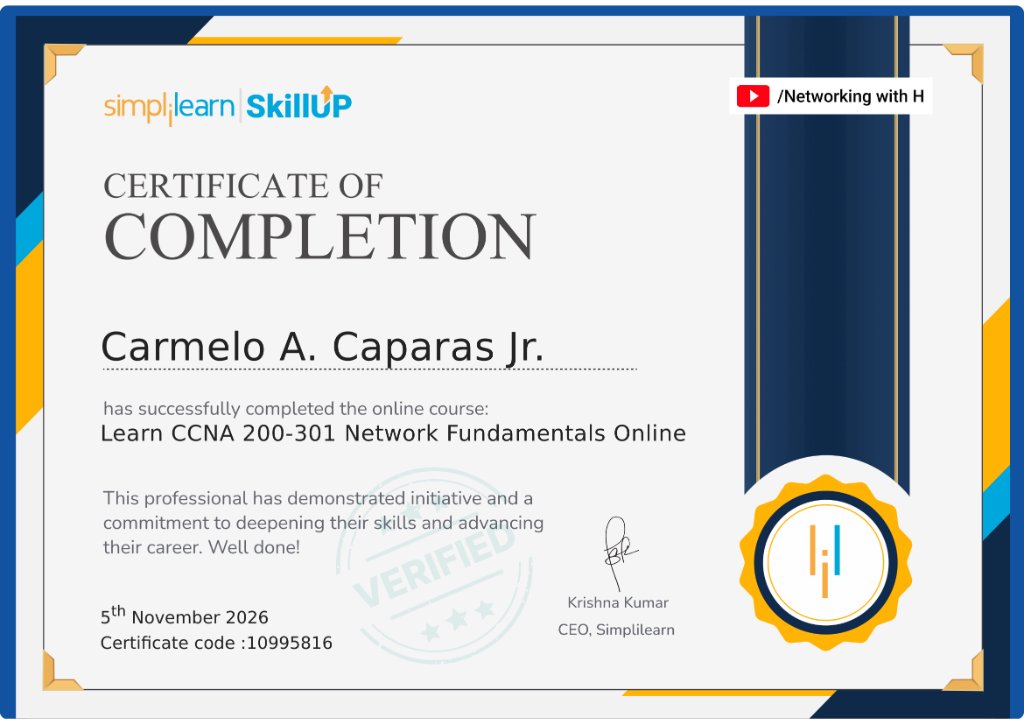 simplilearn | SkillUP
/Networking with H
CERTIFICATE OF
COMPLETION
Carmelo A. Caparas Jr.
has successfully completed the online course:
Learn CCNA 200-301 Network Fundamentals Online
This professional has demonstrated initiative and a
commitment to deepening their skills and advancing
their career. Well done!
VERIFIED
5th November 2026
Certificate code :10995816
Krishna Kumar
CEO, Simplilearn